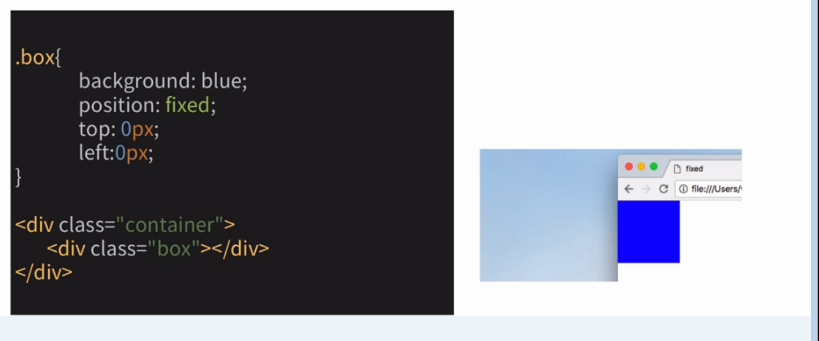 .box{
background: blue;
position: fixed;
top: 0px;
left:0px;
}
<div class="container">
<div class="box"></div>
</div>
fixed
file:///Users/